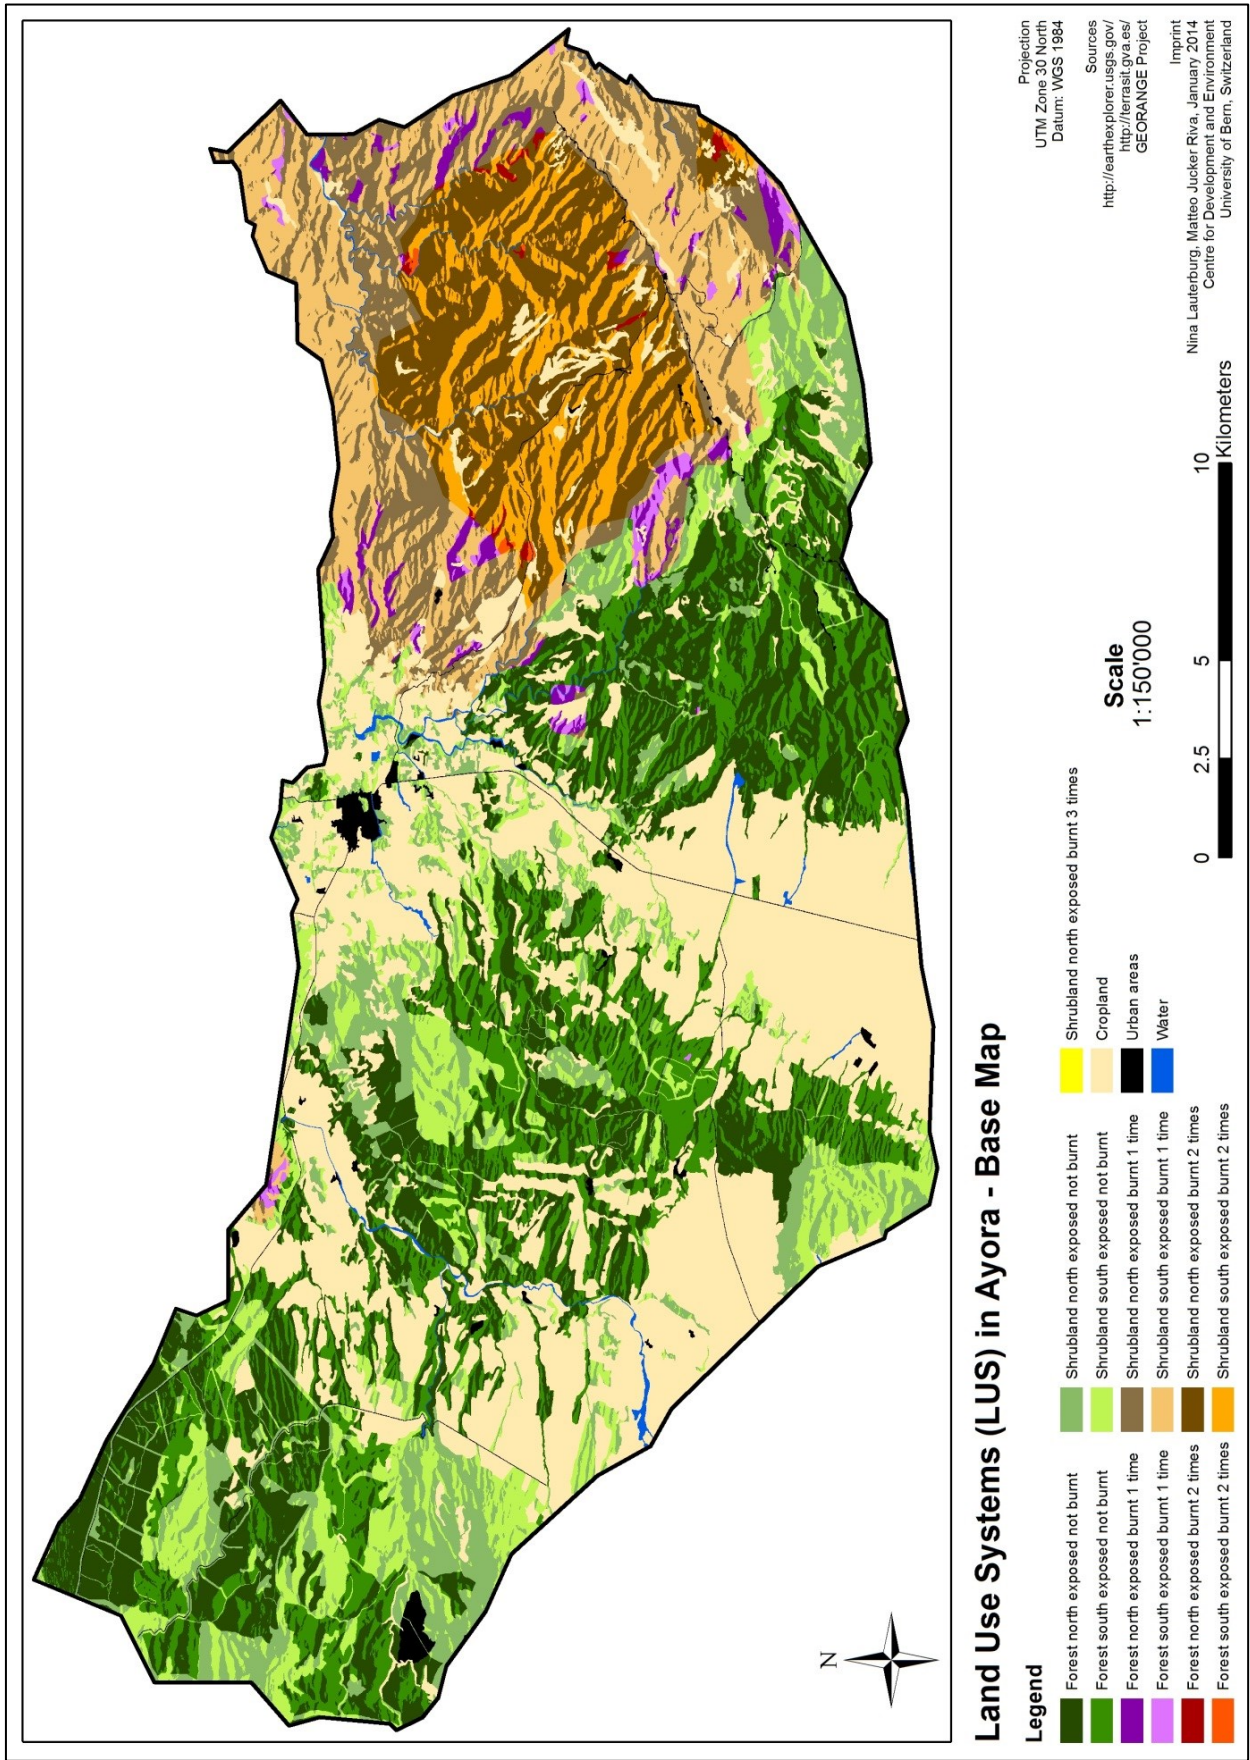 N
Land Use Systems (LUS) in Ayora - Base Map
Legend
Forest north exposed not burnt
Forest south exposed not burnt
Forest north exposed burnt 1 time
Forest south exposed burnt 1 time
Forest north exposed burnt 2 times
Forest south exposed burnt 2 times
Shrubland north exposed not burnt
Shrubland south exposed not burnt
Shrubland north exposed burnt 1 time
Shrubland south exposed burnt 1 time
Shrubland north exposed burnt 2 times
Shrubland south exposed burnt 2 times
Shrubland north exposed burnt 3 times
Cropland
Urban areas
Water
Scale
1:150'000
0 2.5 5 10
Kilometers
Projection
UTM Zone 30 North
Datum: WGS 1984
Sources
http://earthexplorer.usgs.gov/
http://terrasit.gva.es/
GEORANGE Project
Imprint
Nina Lauterburg, Matteo Jucker Riva, January 2014
Centre for Development and Environment
University of Bern, Switzerland